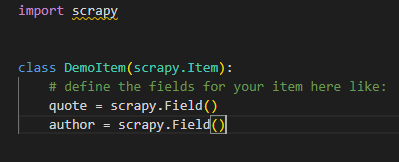 import scrapy
class DemoItem(scrapy.Item):
# define the fields for your item here like:
quote = scrapy.Field()
author = scrapy.Field()